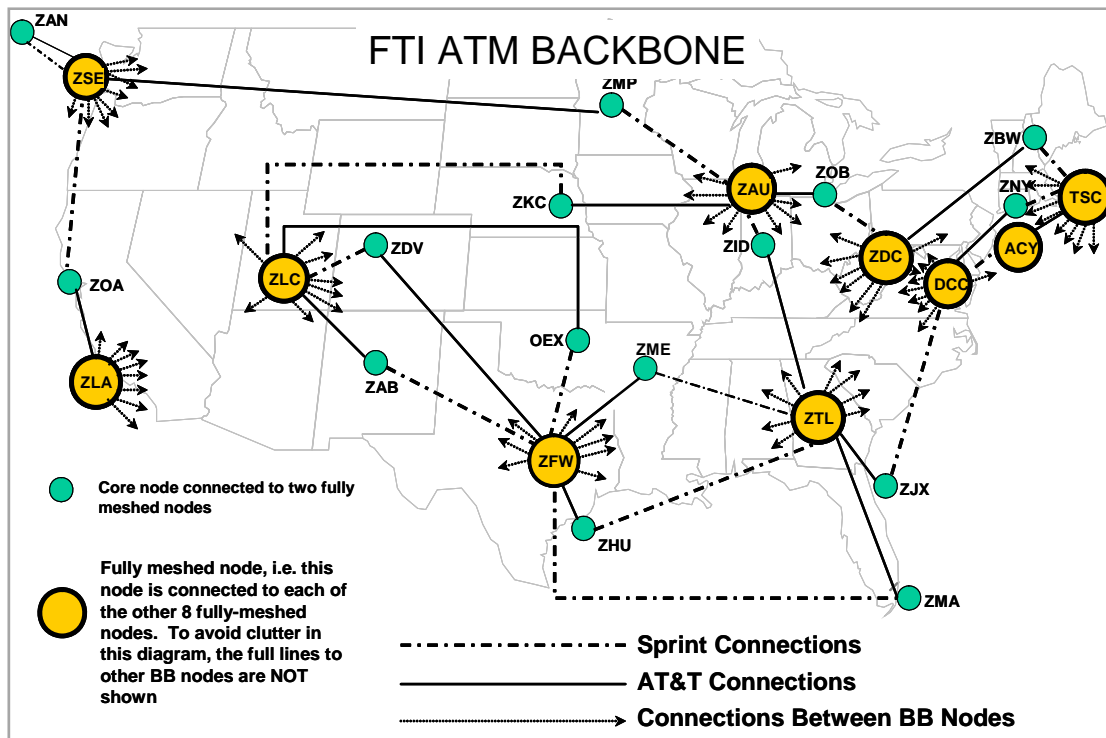 ZAN
FTI ATM BACKBONE
ZSE
ZMP
ZBW
ZAU
ZOB
ZNY
TSC
ZKC
ZDV
ZID
ZDC
ACY
ZLC
DCC
ZOA
OEX
ZME
ZAB
ZLA
ZTL
ZFW
Core node connected to two fully
meshed nodes
ZJX
ZHU
Fully meshed node, i.e. this
node is connected to each of
the other 8 fully-meshed
nodes. To avoid clutter in
this diagram, the full lines to
other BB nodes are NOT
shown
ZMA
Sprint Connections
AT&T Connections
Connections Between BB Nodes